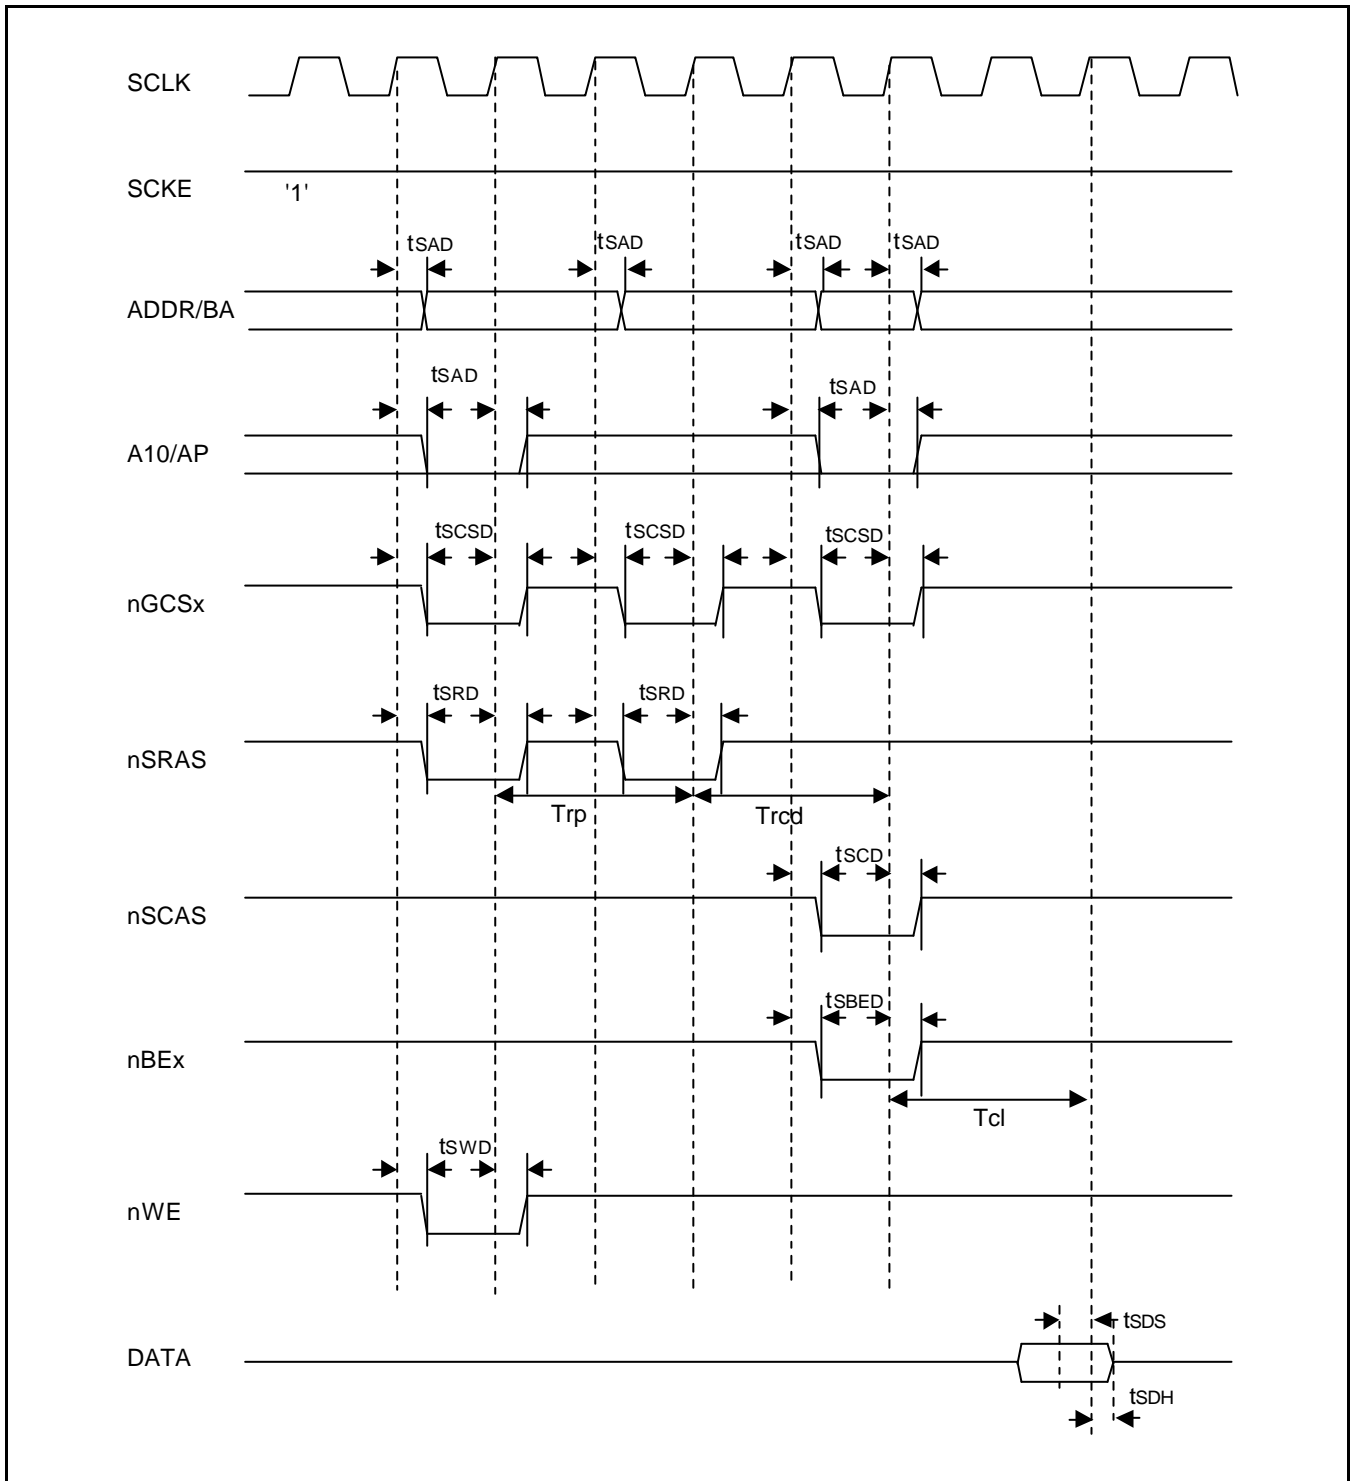 SCLK
SCKE
'1'
tSAD tSAD tSAD tSAD
ADDR/BA
tSAD tSAD
A10/AP
tSCSD tSCSD tSCSD
nGCSx
tSRD tSRD
nSRAS
Trp Trcd
tSCD
nSCAS
tSBED
nBEx
Tcl
tSWD
nWE
tSDS
DATA
tSDH